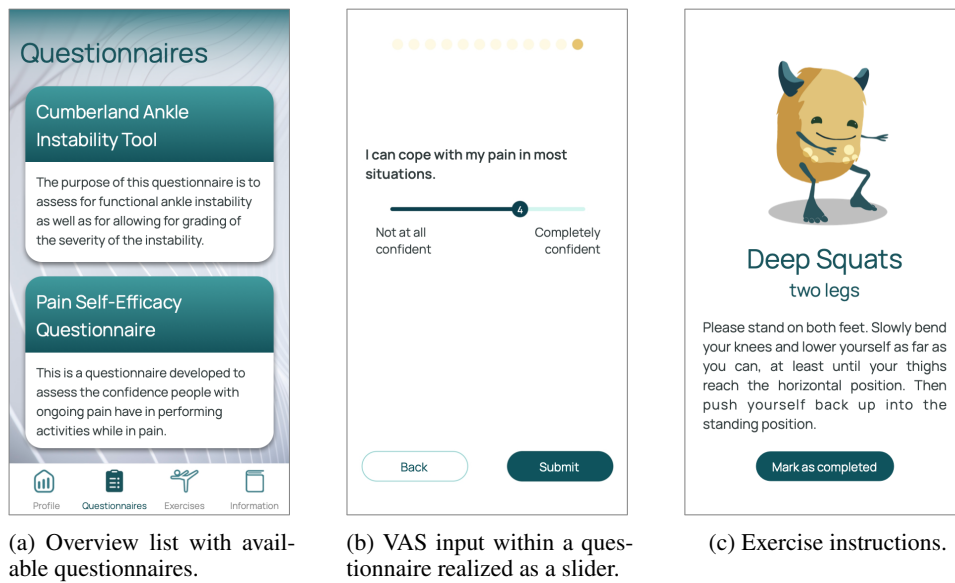 Questionnaires
Cumberland Ankle
Instability Tool
The purpose of this questionnaire is to
assess for functional ankle instability
as well as for allowing for grading of
the severity of the instability.
Pain Self-Efficacy
Questionnaire
This is a questionnaire developed to
assess the confidence people with
ongoing pain have in performing
activities while in pain.
Profile
Questionnaires
Exercises
Information
(a) Overview list with avail-
able questionnaires.
I can cope with my pain in most
situations.
4
Not at all
confident
Completely
confident
Back
Submit
(b) VAS input within a ques-
tionnaire realized as a slider.
Deep Squats
two legs
Please stand on both feet. Slowly bend
your knees and lower yourself as far as
you can, at least until your thighs
reach the horizontal position. Then
push yourself back up into the
standing position.
Mark as completed
(c) Exercise instructions.